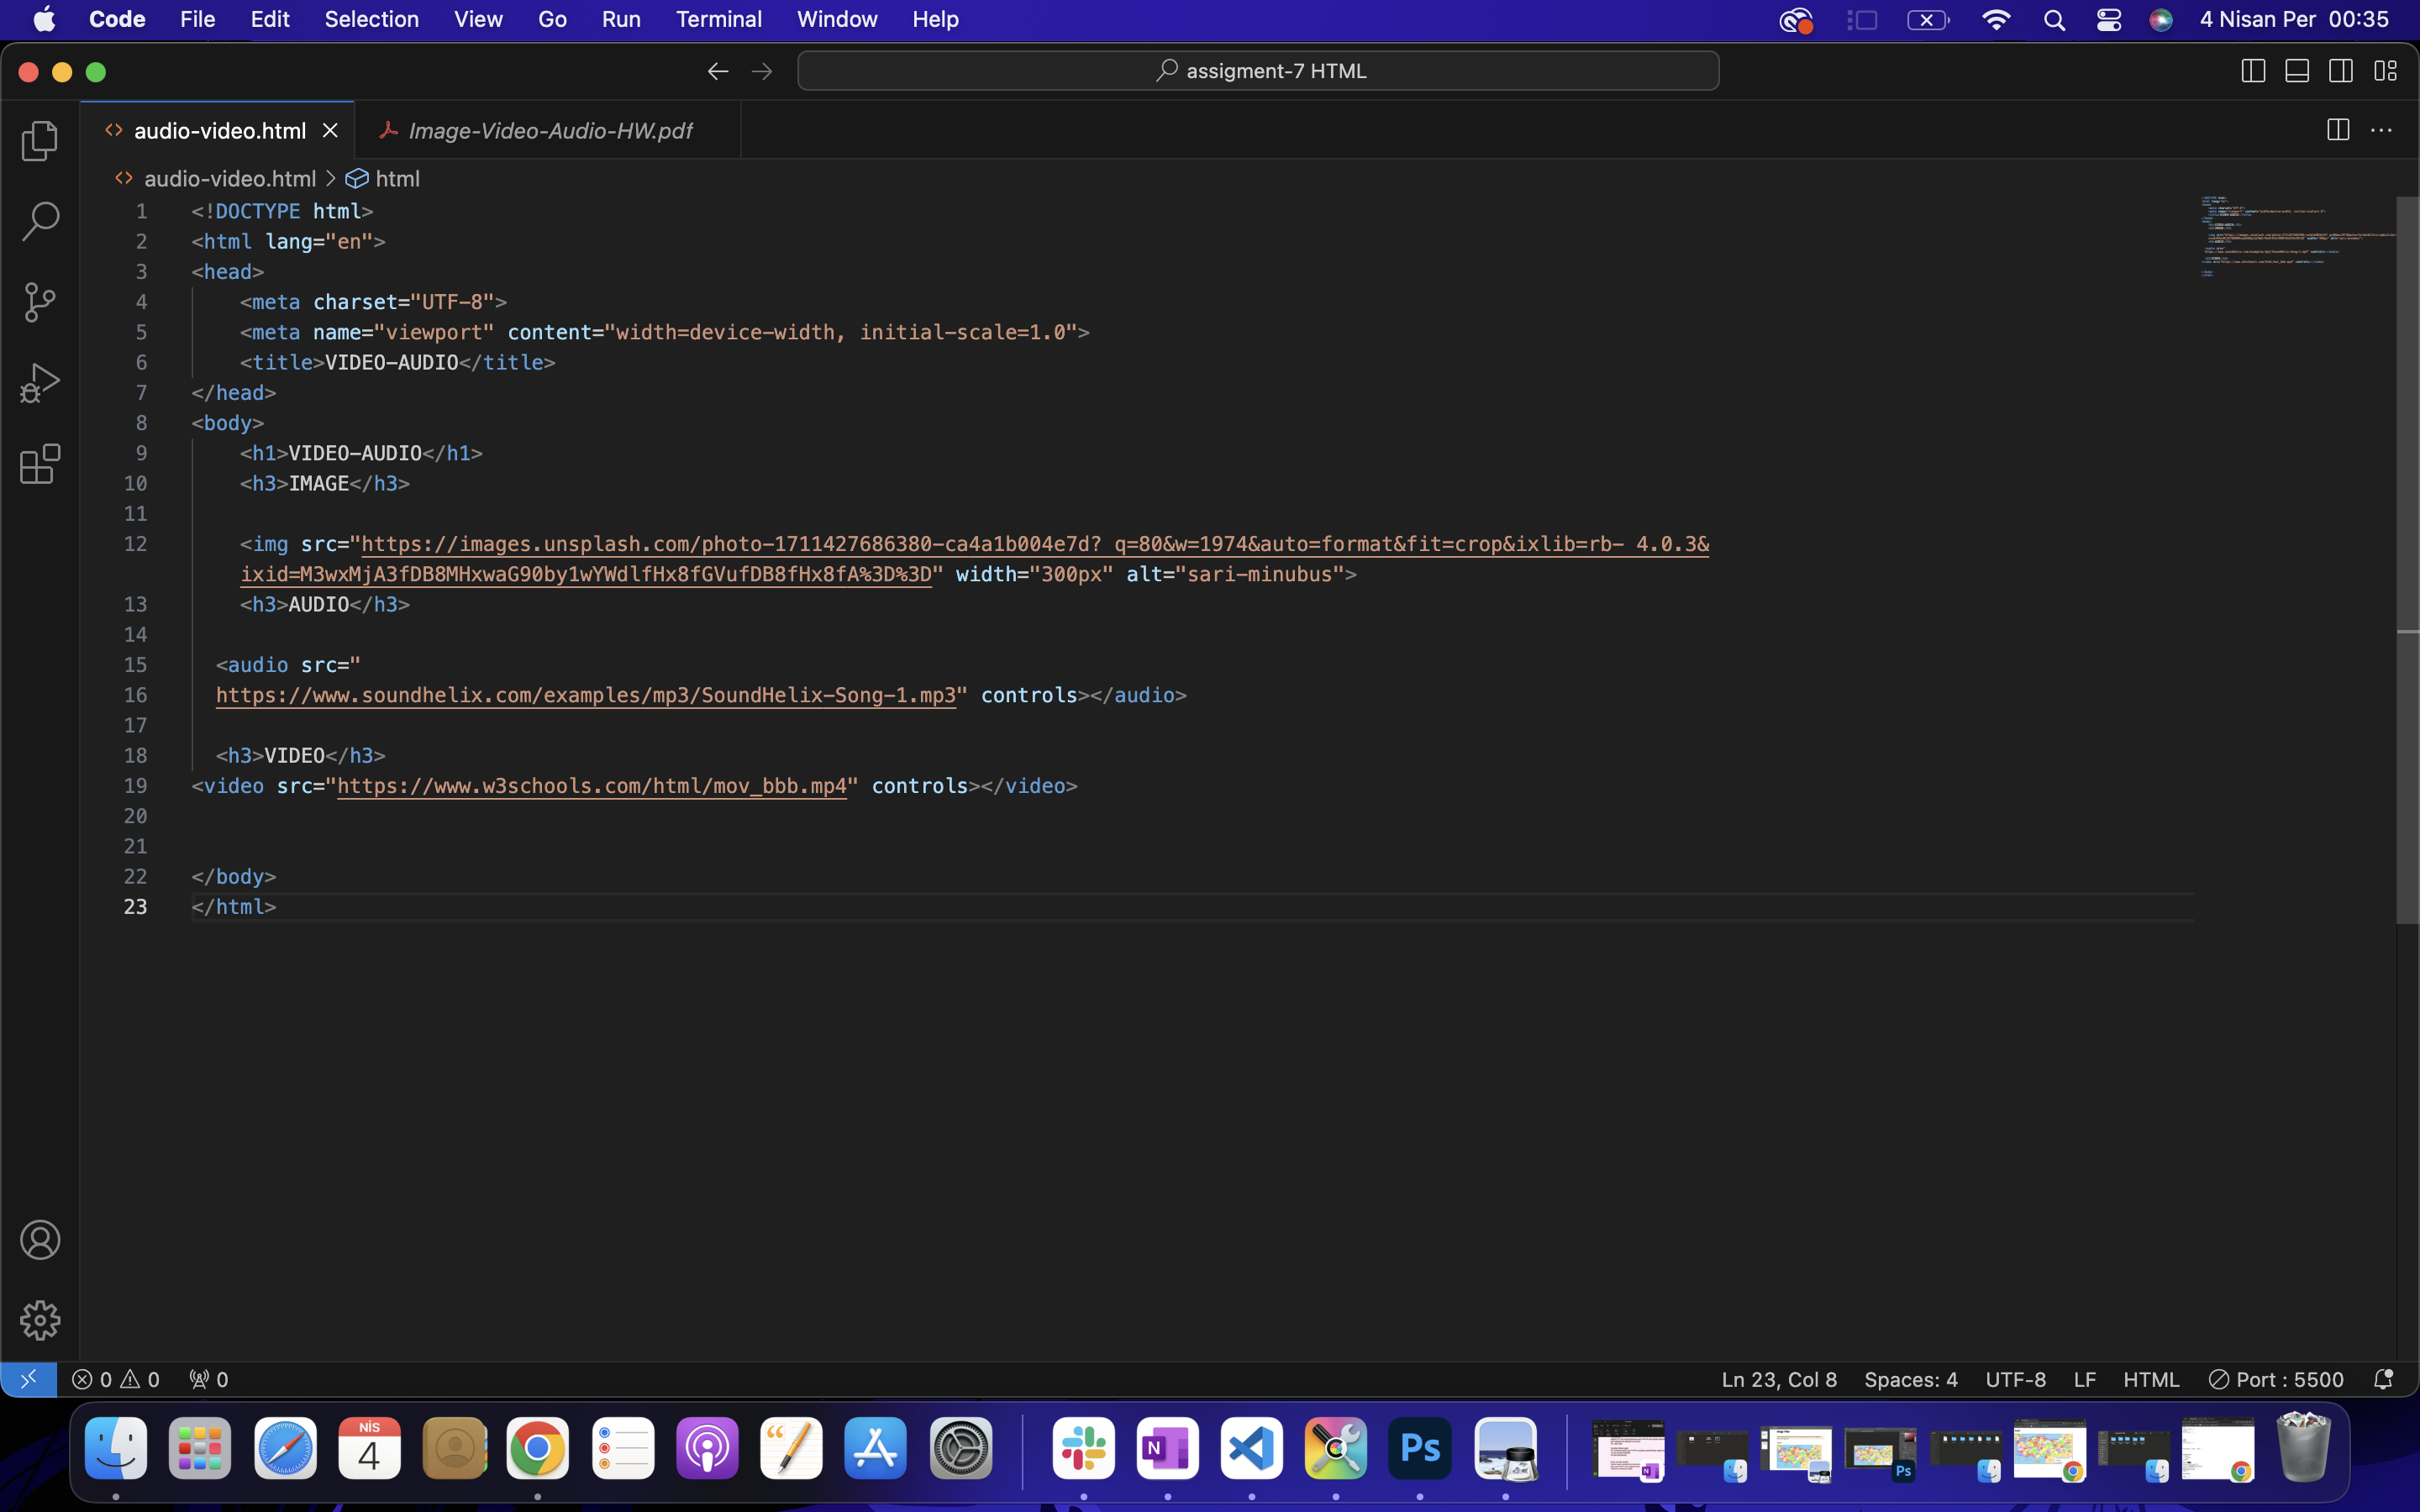 Code File Edit Selection View Go Run Terminal Window Help 4 Nisan Per 00:35
assigment-7 HTML
audio-video.html Image-Video-Audio-HW.pdf
audio-video.html > html
1 <!DOCTYPE html>
2 <html lang="en">
3 <head>
4 <meta charset="UTF-8">
5 <meta name="viewport" content="width=device-width, initial-scale=1.0">
6 <title>VIDEO-AUDIO</title>
7 </head>
8 <body>
9 <h1>VIDEO-AUDIO</h1>
10 <h3>IMAGE</h3>
11
12 <img src="https://images.unsplash.com/photo-1711427686380-ca4a1b004e7d? q=80&w=1974&auto=format&fit=crop&ixlib=rb- 4.0.3&
ixid=M3wxMjA3fDB8MHxwaG90by1wYWdlfHx8fGVufDB8fHx8fA%3D%3D" width="300px" alt="sari-minubus">
13 <h3>AUDIO</h3>
14
15 <audio src="
16 https://www.soundhelix.com/examples/mp3/SoundHelix-Song-1.mp3" controls></audio>
17
18 <h3>VIDEO</h3>
19 <video src="https://www.w3schools.com/html/mov_bbb.mp4" controls></video>
20
21
22 </body>
23 </html>
0 0 0 Ln 23, Col 8 Spaces: 4 UTF-8 LF HTML Port : 5500
NİS
4
N
Ps